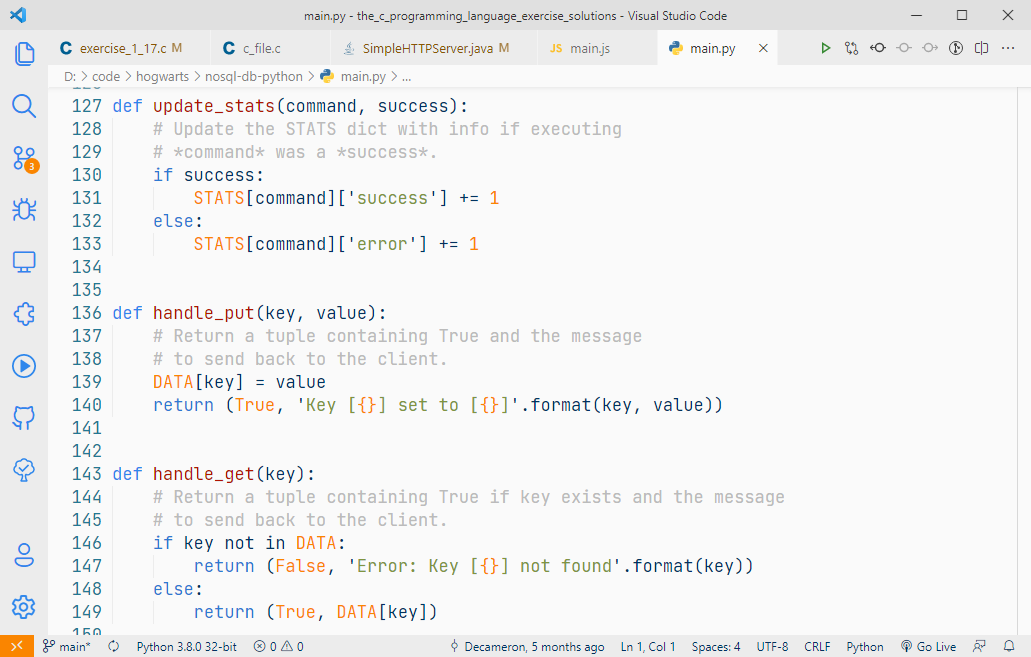 main.py - the_c_programming_language_exercise_solutions - Visual Studio Code
C exercise_1_17.c M C c_file.c SimpleHTTPServer.java M JS main.js main.py
D: > code > hogwarts > nosql-db-python > main.py > ...
127 def update_stats(command, success):
128     # Update the STATS dict with info if executing
129     # *command* was a *success*.
130     if success:
131         STATS[command]['success'] += 1
132     else:
133         STATS[command]['error'] += 1
134
135
136 def handle_put(key, value):
137     # Return a tuple containing True and the message
138     # to send back to the client.
139     DATA[key] = value
140     return (True, 'Key [{}] set to [{}]'.format(key, value))
141
142
143 def handle_get(key):
144     # Return a tuple containing True if key exists and the message
145     # to send back to the client.
146     if key not in DATA:
147         return (False, 'Error: Key [{}] not found'.format(key))
148     else:
149         return (True, DATA[key])
150
3
main* Python 3.8.0 32-bit 0 0 Decameron, 5 months ago Ln 1, Col 1 Spaces: 4 UTF-8 CRLF Python Go Live